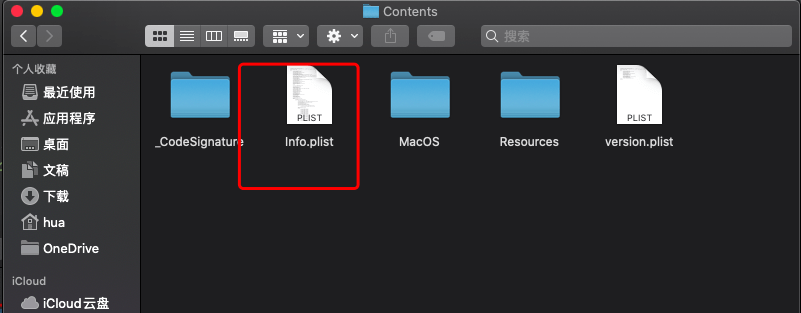 Contents
搜索
个人收藏
最近使用
应用程序
桌面
文稿
下载
hua
OneDrive
iCloud
iCloud云盘
PLIST
PLIST
_CodeSignature
Info.plist
MacOS
Resources
version.plist